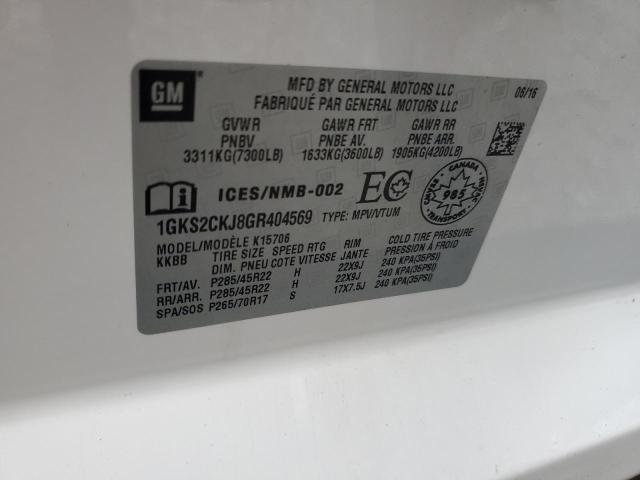 GM
MFD BY GENERAL MOTORS LLC 06/16
FABRIQUÉ PAR GENERAL MOTORS LLC
GVWR GAWR FRT GAWR RR
PNBV PNBE AV. PNBE ARR.
3311KG(7300LB) 1633KG(3600LB) 1905KG(4200LB)
ICES/NMB-002 EC CANADA 985 TRANSPORT
1GKS2CKJ8GR404569 TYPE: MPV/VTUM
MODEL/MODÈLE K15706
KKBB TIRE SIZE SPEED RTG RIM COLD TIRE PRESSURE
DIM. PNEU COTE VITESSE JANTE PRESSION A FROID
FRT/AV. P285/45R22 H 22X9J 240 KPA(35PSI)
RR/ARR. P285/45R22 H 22X9J 240 KPA(35PSI)
SPA/SOS P265/70R17 S 17X7.5J 240 KPA(35PSI)